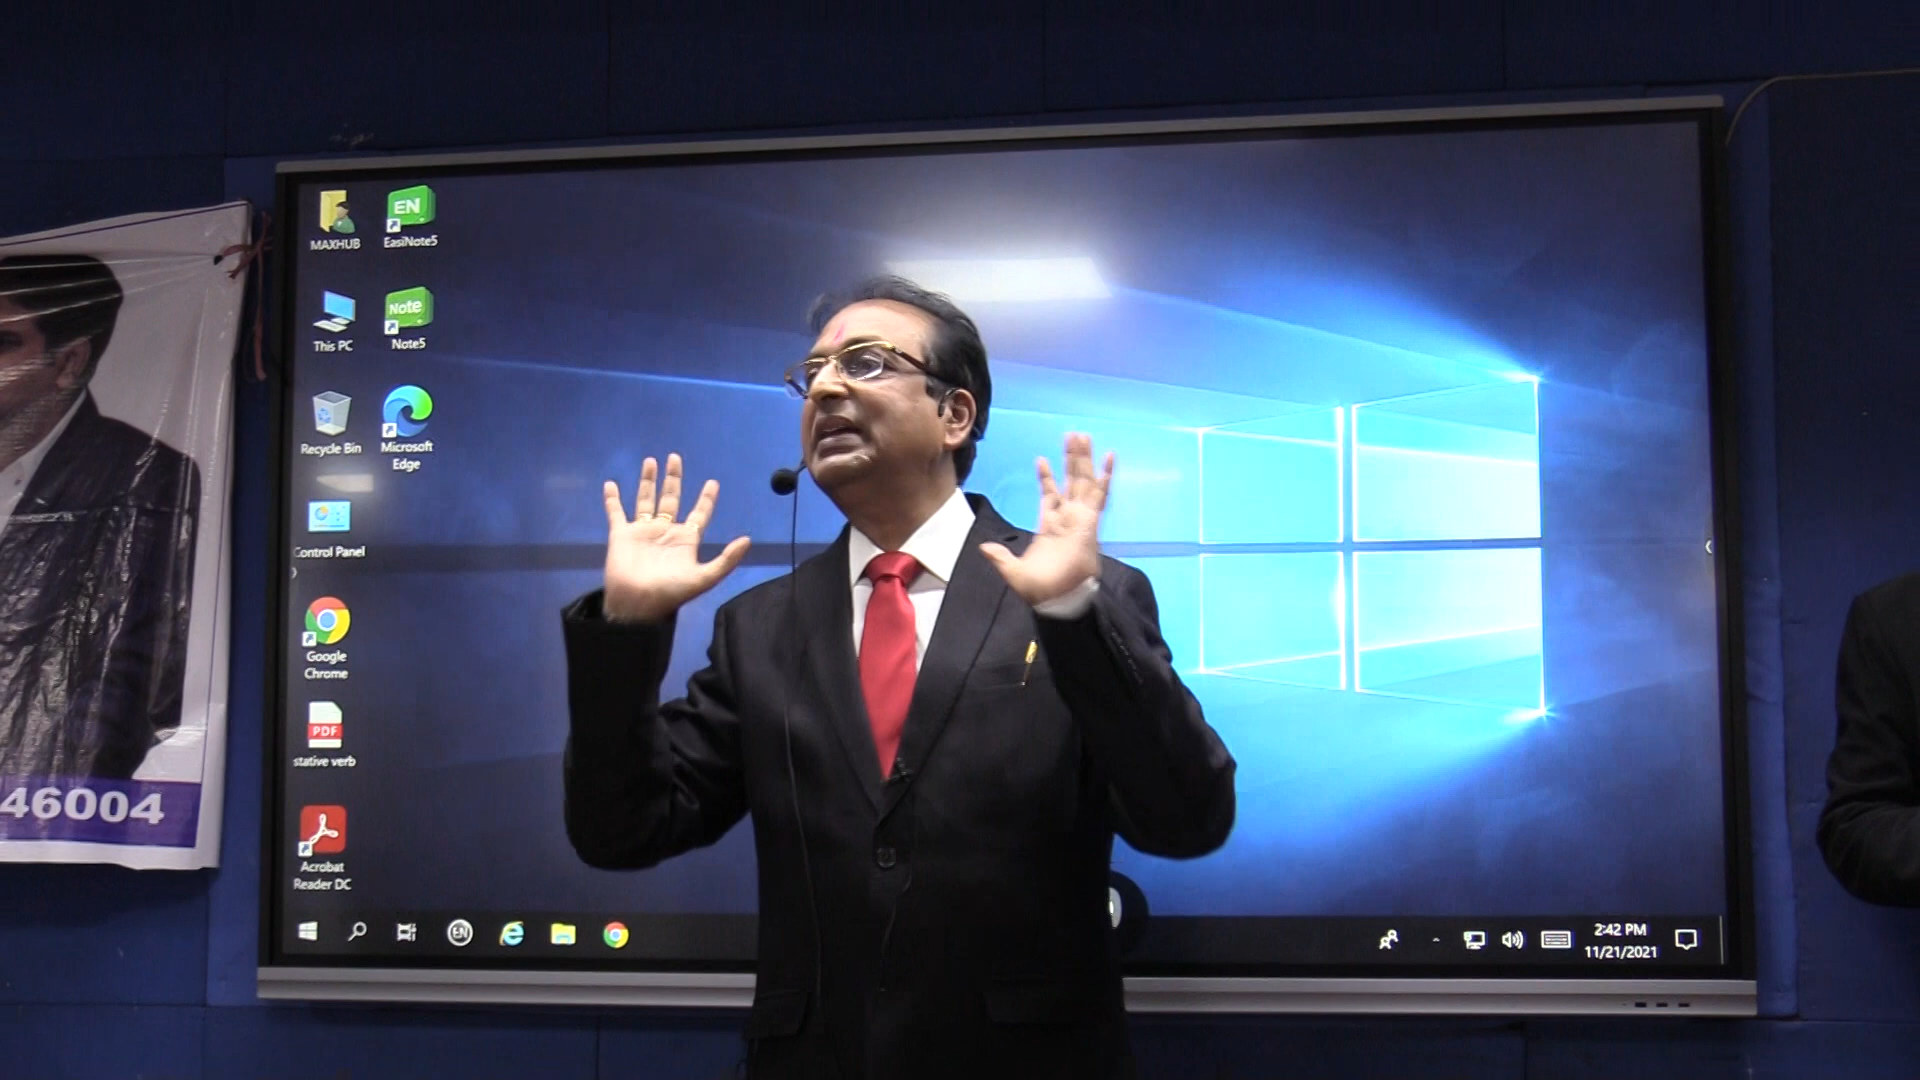 MAXHUB
EN
EasiNote5
This PC
Note
Note5
Recycle Bin
Microsoft
Edge
Control Panel
Google
Chrome
PDF
stative verb
Acrobat
Reader DC
46004
EN
2:42 PM
11/21/2021